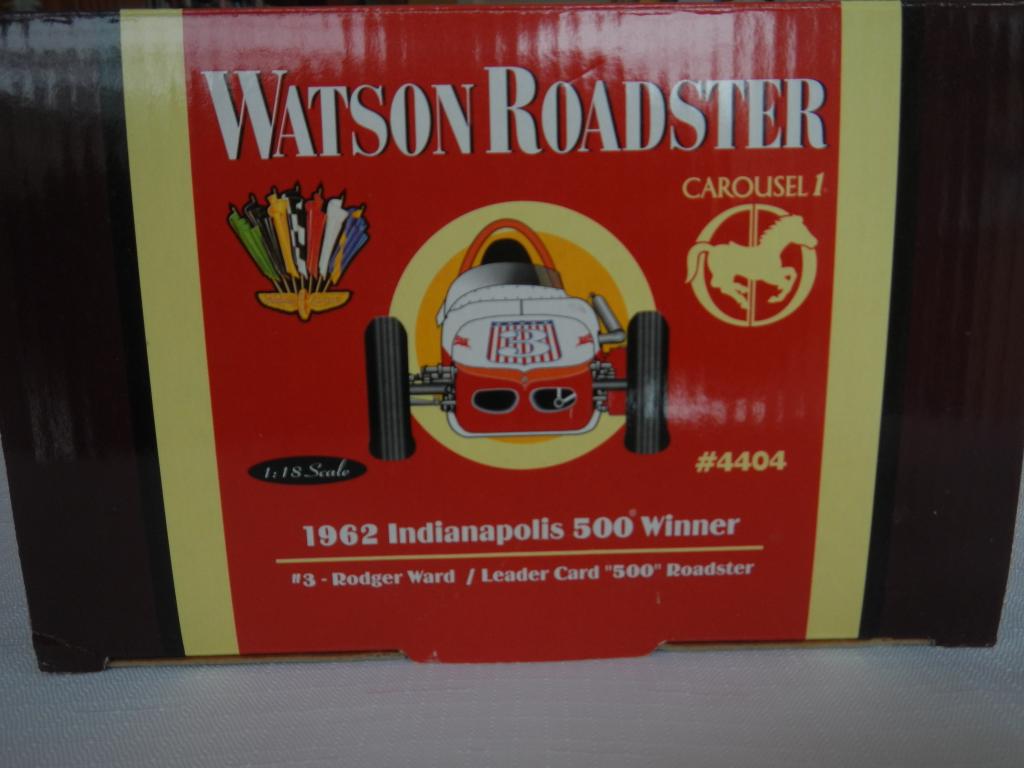 WATSON ROADSTER
CAROUSEL 1
3
1:18 Scale
#4404
1962 Indianapolis 500® Winner
#3 - Rodger Ward / Leader Card "500" Roadster